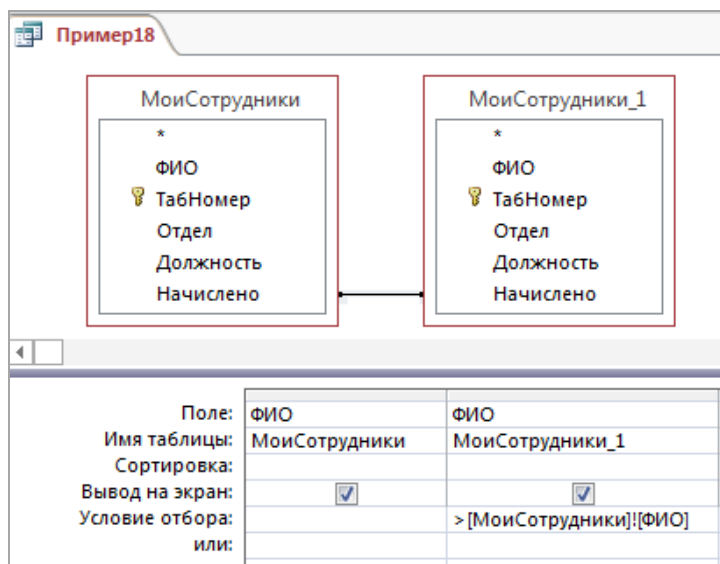 Пример18
МоиСотрудники МоиСотрудники_1
* *
ФИО ФИО
ТабНомер ТабНомер
Отдел Отдел
Должность Должность
Начислено Начислено
Поле: ФИО ФИО
Имя таблицы: МоиСотрудники МоиСотрудники_1
Сортировка:
Вывод на экран:
Условие отбора: >[МоиСотрудники]![ФИО]
или: